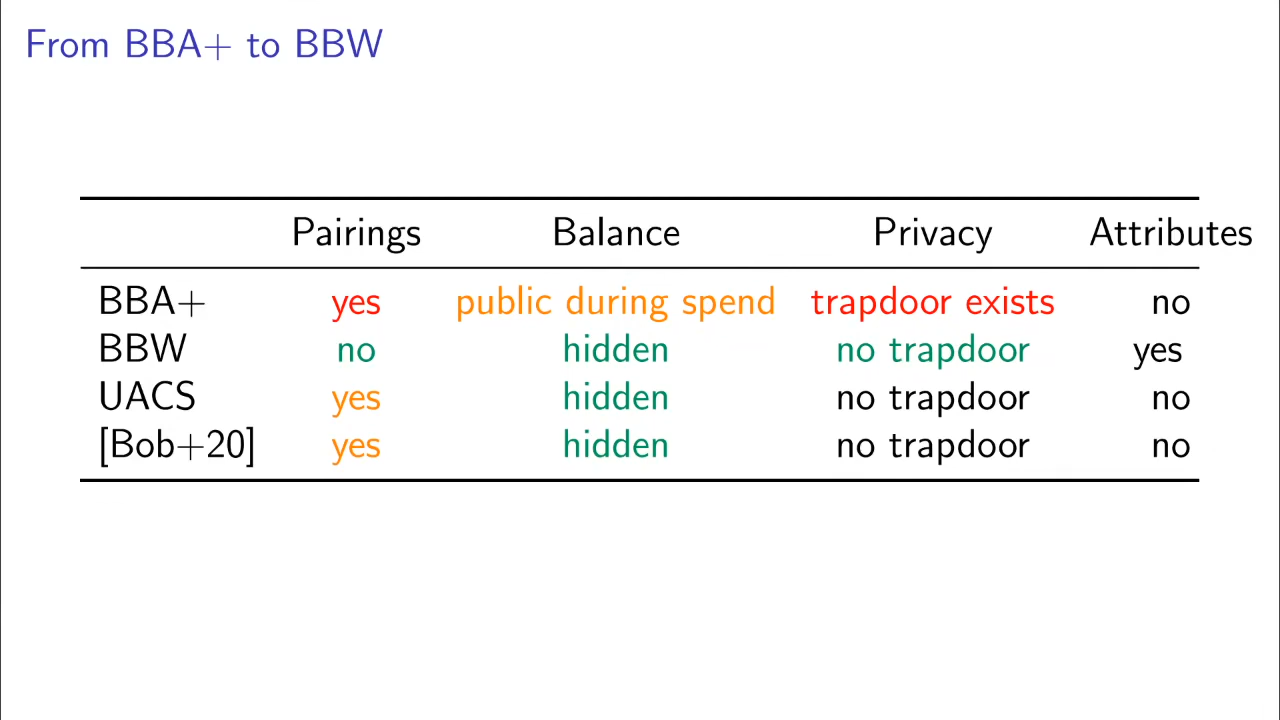 From BBA+ to BBW
Pairings Balance Privacy Attributes
BBA+ yes public during spend trapdoor exists no
BBW no hidden no trapdoor yes
UACS yes hidden no trapdoor no
[Bob+20] yes hidden no trapdoor no